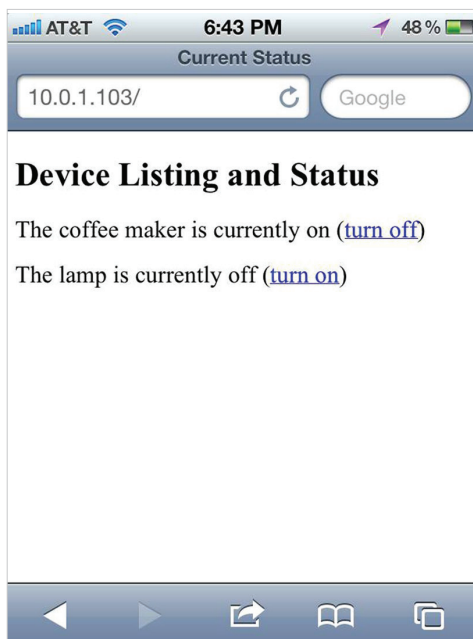 AT&T 6:43 PM 48%
Current Status
10.0.1.103/ Google
Device Listing and Status
The coffee maker is currently on (turn off)
The lamp is currently off (turn on)